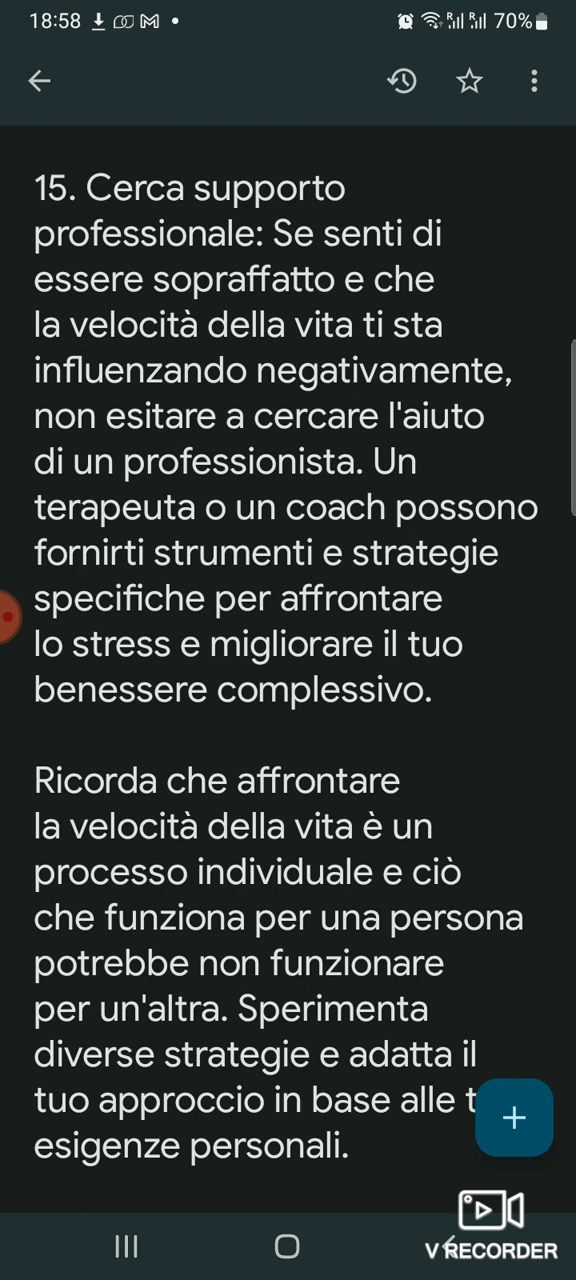 18:58
70%
15. Cerca supporto
professionale: Se senti di
essere sopraffatto e che
la velocità della vita ti sta
influenzando negativamente,
non esitare a cercare l'aiuto
di un professionista. Un
terapeuta o un coach possono
fornirti strumenti e strategie
specifiche per affrontare
lo stress e migliorare il tuo
benessere complessivo.
Ricorda che affrontare
la velocità della vita è un
processo individuale e ciò
che funziona per una persona
potrebbe non funzionare
per un'altra. Sperimenta
diverse strategie e adatta il
tuo approccio in base alle
esigenze personali.
V RECORDER